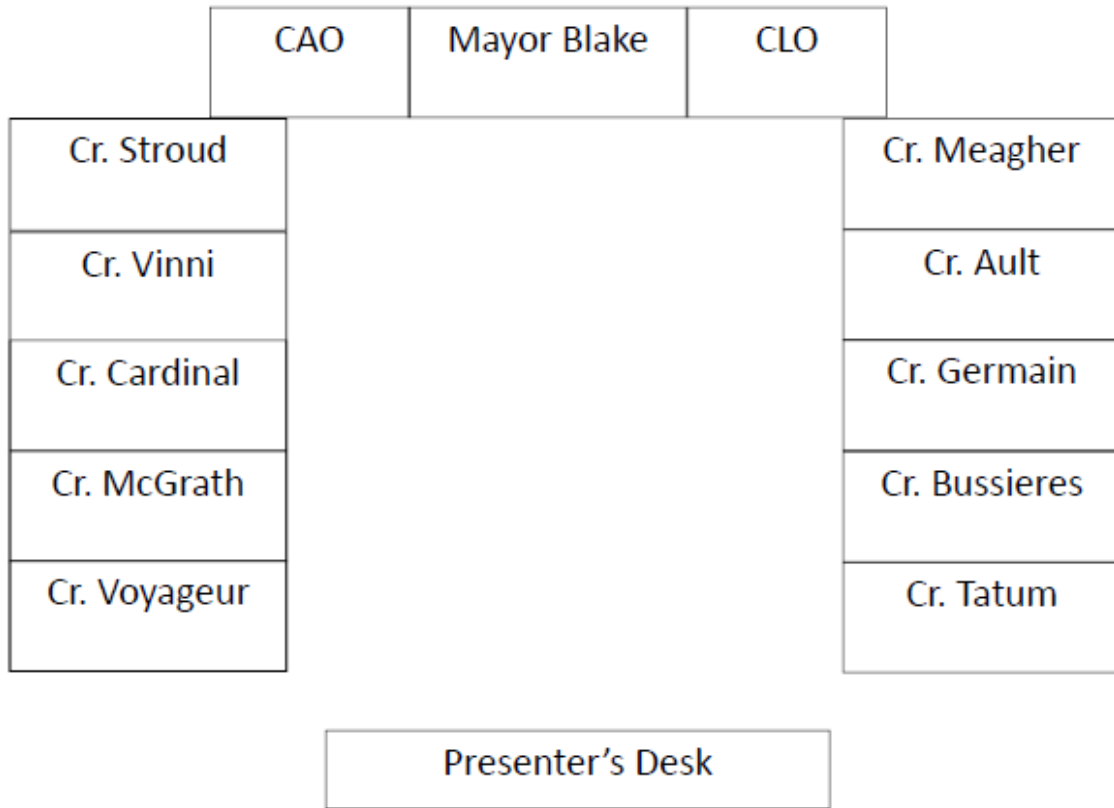 CAO Mayor Blake CLO
Cr. Stroud Cr. Meagher
Cr. Vinni Cr. Ault
Cr. Cardinal Cr. Germain
Cr. McGrath Cr. Bussieres
Cr. Voyageur Cr. Tatum
Presenter’s Desk